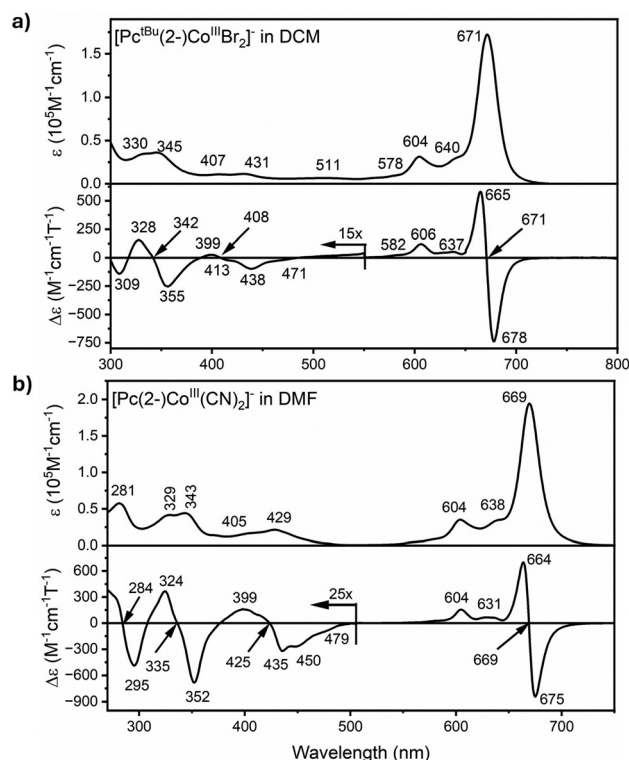 a)
[Pc^tBu(2-)Co^IIIBr₂]⁻ in DCM
671
ε (10⁵M⁻¹cm⁻¹)
1.5
1.0
0.5
0.0
330 345 407 431 511 578 604 640
Δε (M⁻¹cm⁻¹T⁻¹)
500
250
0
-250
-500
-750
328 342 399 408 15x 582 606 637 665 671
309 355 413 438 471 678
300 400 500 600 700 800
b)
[Pc(2-)Co^III(CN)₂]⁻ in DMF
669
ε (10⁵M⁻¹cm⁻¹)
2.0
1.5
1.0
0.5
0.0
281 329 343 405 429 604 638
Δε (M⁻¹cm⁻¹T⁻¹)
600
300
0
-300
-600
-900
284 324 399 25x 604 631 664
295 335 352 425 435 450 479 669 675
300 400 500 600 700
Wavelength (nm)